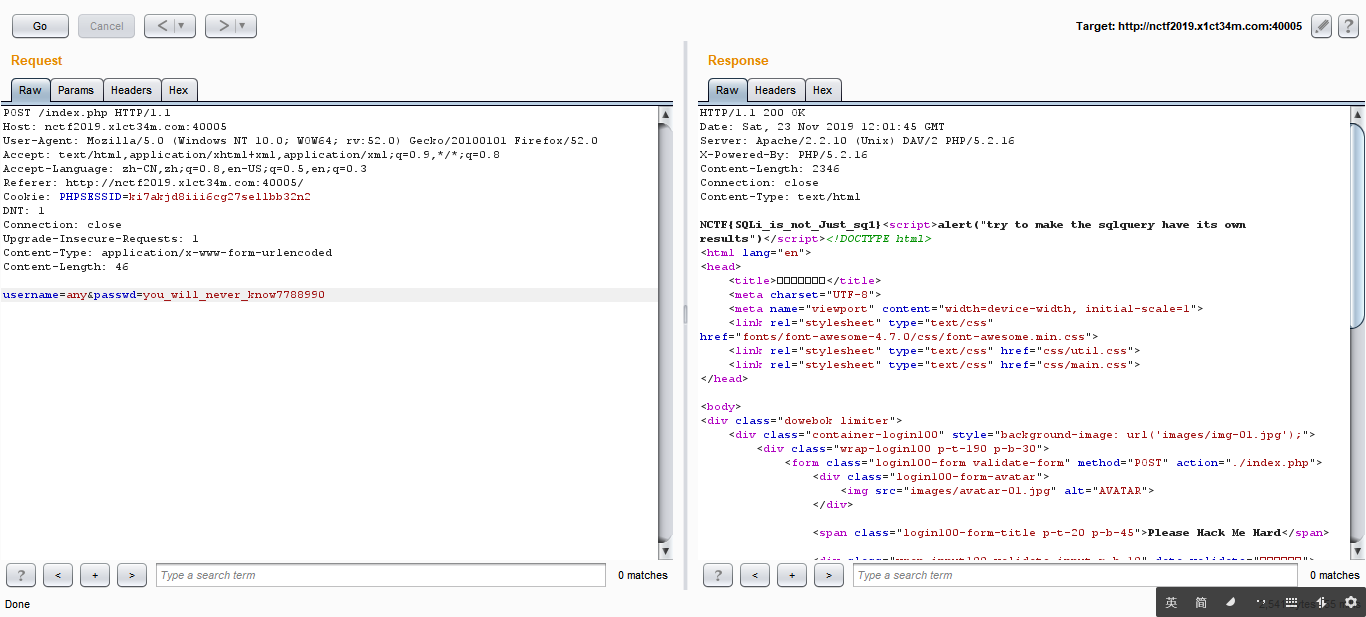 Go
Cancel
<
>
Target: http://nctf2019.x1ct34m.com:40005
?
Request
Raw
Params
Headers
Hex
POST /index.php HTTP/1.1
Host: nctf2019.x1ct34m.com:40005
User-Agent: Mozilla/5.0 (Windows NT 10.0; WOW64; rv:52.0) Gecko/20100101 Firefox/52.0
Accept: text/html,application/xhtml+xml,application/xml;q=0.9,*/*;q=0.8
Accept-Language: zh-CN,zh;q=0.8,en-US;q=0.5,en;q=0.3
Referer: http://nctf2019.x1ct34m.com:40005/
Cookie: PHPSESSID=ki7akjd8iii6cg27sel1bb32n2
DNT: 1
Connection: close
Upgrade-Insecure-Requests: 1
Content-Type: application/x-www-form-urlencoded
Content-Length: 46
username=any&passwd=you_will_never_know7788990
?
<
+
>
Type a search term
0 matches
Response
Raw
Headers
Hex
HTTP/1.1 200 OK
Date: Sat, 23 Nov 2019 12:01:45 GMT
Server: Apache/2.2.10 (Unix) DAV/2 PHP/5.2.16
X-Powered-By: PHP/5.2.16
Content-Length: 2346
Connection: close
Content-Type: text/html
NCTF{SQLi_is_not_Just_sq1}<script>alert("try to make the sqlquery have its own
results")</script><!DOCTYPE html>
<html lang="en">
<head>
<title>□□□□□□□</title>
<meta charset="UTF-8">
<meta name="viewport" content="width=device-width, initial-scale=1">
<link rel="stylesheet" type="text/css"
href="fonts/font-awesome-4.7.0/css/font-awesome.min.css">
<link rel="stylesheet" type="text/css" href="css/util.css">
<link rel="stylesheet" type="text/css" href="css/main.css">
</head>
<body>
<div class="dowebok limiter">
<div class="container-login100" style="background-image: url('images/img-01.jpg');">
<div class="wrap-login100 p-t-190 p-b-30">
<form class="login100-form validate-form" method="POST" action="./index.php">
<div class="login100-form-avatar">
<img src="images/avatar-01.jpg" alt="AVATAR">
</div>
<span class="login100-form-title p-t-20 p-b-45">Please Hack Me Hard</span>
?
<
+
>
Type a search term
0 matches
Done
英 简